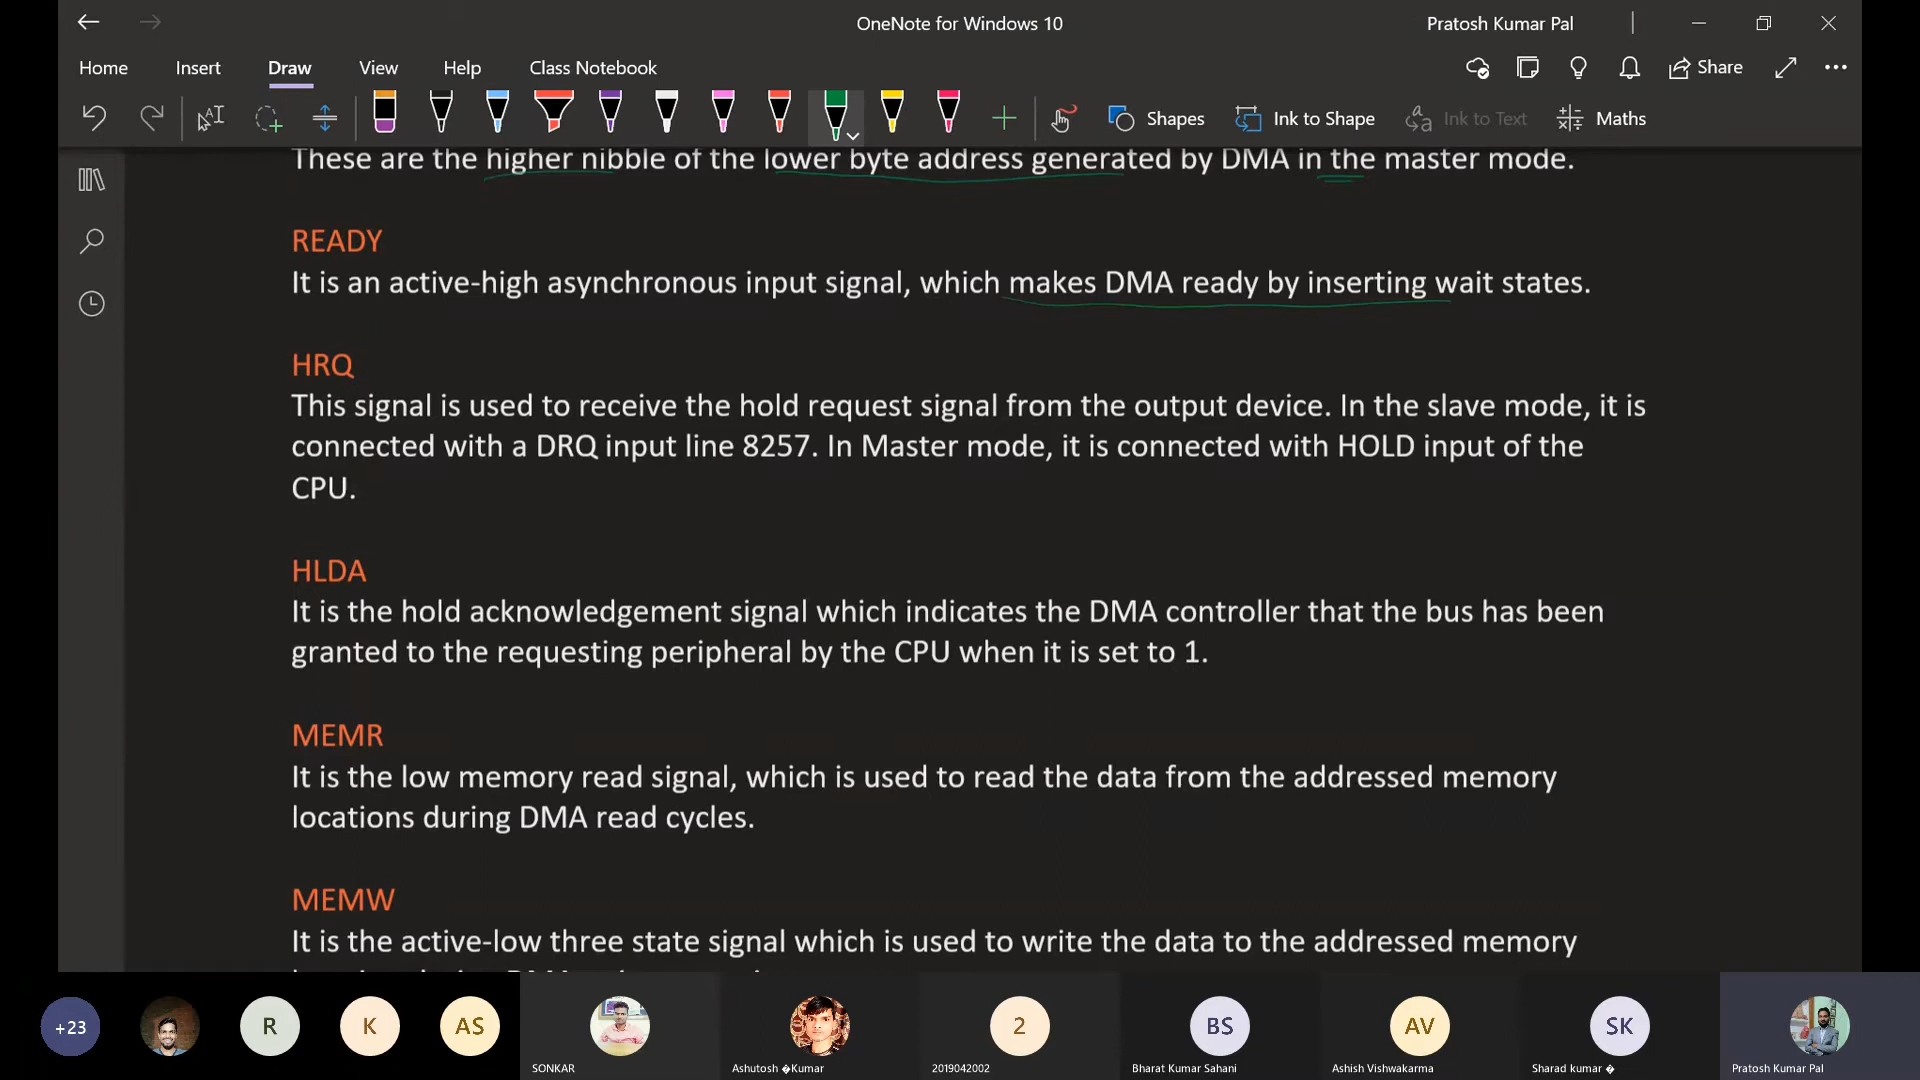 OneNote for Windows 10
Pratosh Kumar Pal
Home Insert Draw View Help Class Notebook
Share
Shapes Ink to Shape Ink to Text Maths
These are the higher nibble of the lower byte address generated by DMA in the master mode.
READY
It is an active-high asynchronous input signal, which makes DMA ready by inserting wait states.
HRQ
This signal is used to receive the hold request signal from the output device. In the slave mode, it is
connected with a DRQ input line 8257. In Master mode, it is connected with HOLD input of the
CPU.
HLDA
It is the hold acknowledgement signal which indicates the DMA controller that the bus has been
granted to the requesting peripheral by the CPU when it is set to 1.
MEMR
It is the low memory read signal, which is used to read the data from the addressed memory
locations during DMA read cycles.
MEMW
It is the active-low three state signal which is used to write the data to the addressed memory
+23 R K AS 2 BS AV SK
SONKAR Ashutosh �Kumar 2019042002 Bharat Kumar Sahani Ashish Vishwakarma Sharad kumar � Pratosh Kumar Pal